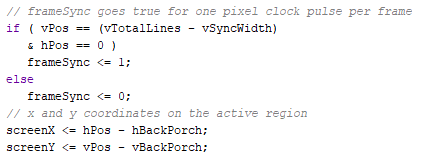 // frameSync goes true for one pixel clock pulse per frame
if ( vPos == (vTotalLines - vSyncWidth)
& hPos == 0 )
frameSync <= 1;
else
frameSync <= 0;
// x and y coordinates on the active region
screenX <= hPos - hBackPorch;
screenY <= vPos - vBackPorch;